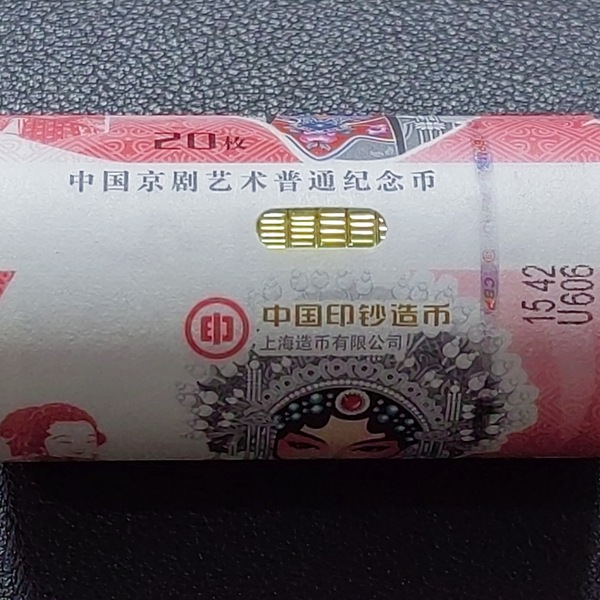 20枚
中国京剧艺术普通纪念币
印
中国印钞造币
上海造币有限公司
15:42
U606